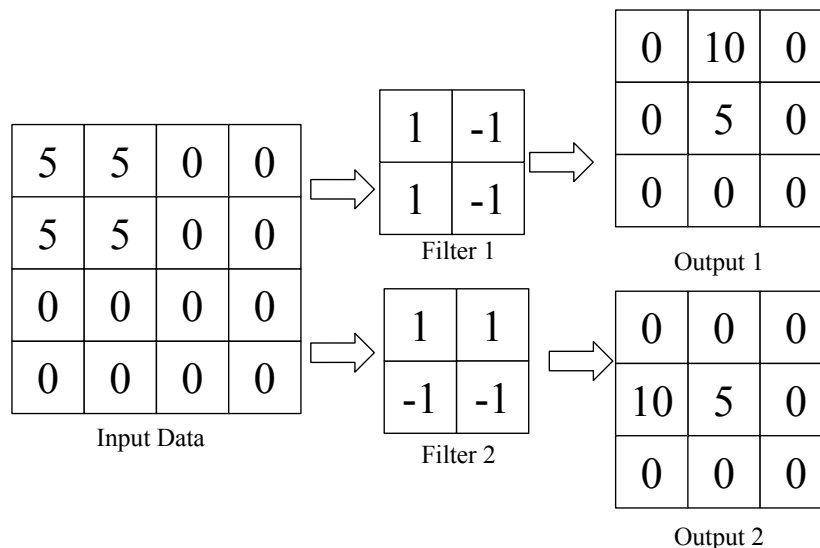 5 5 0 0
5 5 0 0
0 0 0 0
0 0 0 0
Input Data
1 -1
1 -1
Filter 1
0 10 0
0 5 0
0 0 0
Output 1
1 1
-1 -1
Filter 2
0 0 0
10 5 0
0 0 0
Output 2